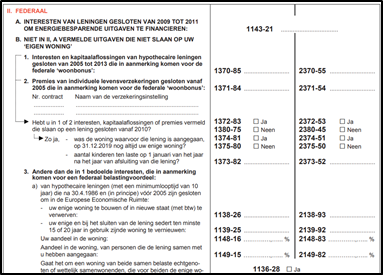 II. FEDERAAL
A. INTERESTEN VAN LENINGEN GESLOTEN VAN 2009 TOT 2011
OM ENERGIEBESPARENDE UITGAVEN TE FINANCIEREN:
1143-21
B. NIET IN II, A VERMELDE UITGAVEN DIE NIET SLAAN OP UW
'EIGEN WONING'
1. Interesten en kapitaalaflossingen van hypothecaire leningen
gesloten van 2005 tot 2013 die in aanmerking komen voor de
federale 'woonbonus':
1370-85
2370-55
2. Premies van individuele levensverzekeringen gesloten vanaf
2005 die in aanmerking komen voor de federale 'woonbonus':
1371-84
2371-54
Nr. contract Naam van de verzekeringsinstelling
Hebt u in 1 of 2 interesten, kapitaalaflossingen of premies vermeld
die slaan op een lening gesloten vanaf 2010?
1372-83 Ja
2372-53 Ja
1380-75 Neen
2380-45 Neen
Zo ja, - was de woning waarvoor die lening is aangegaan,
op 31.12.2019 nog altijd uw enige woning?
1374-81 Ja
2374-51 Ja
1375-80 Neen
2375-50 Neen
- aantal kinderen ten laste op 1 januari van het jaar
na het jaar van afsluiting van die lening?
1373-82
2373-52
3. Andere dan de in 1 bedoelde interesten, die in aanmerking
komen voor een federaal belastingvoordeel:
a) van hypothecaire leningen (met een minimumlooptijd van 10
jaar) die na 30.4.1986 en (in principe) vóór 2005 zijn gesloten
om in de Europese Economische Ruimte:
- uw enige woning te bouwen of in nieuwe staat (met btw) te
verwerven:
1138-26
2138-93
- uw enige en bij het sluiten van die lening sedert ten minste
15 of 20 jaar in gebruik zijnde woning te vernieuwen:
1139-25
2139-92
Uw aandeel in de woning:
1148-16 %
2148-83 %
Aandeel in de woning, van personen die de lening samen met
u hebben aangegaan:
1149-15 %
2149-82 %
Gaat het om een woning van beide samen belaste echtgeno-
ten of wettelijk samenwonenden, die voor beiden de enige wo-
1136-28 Ja